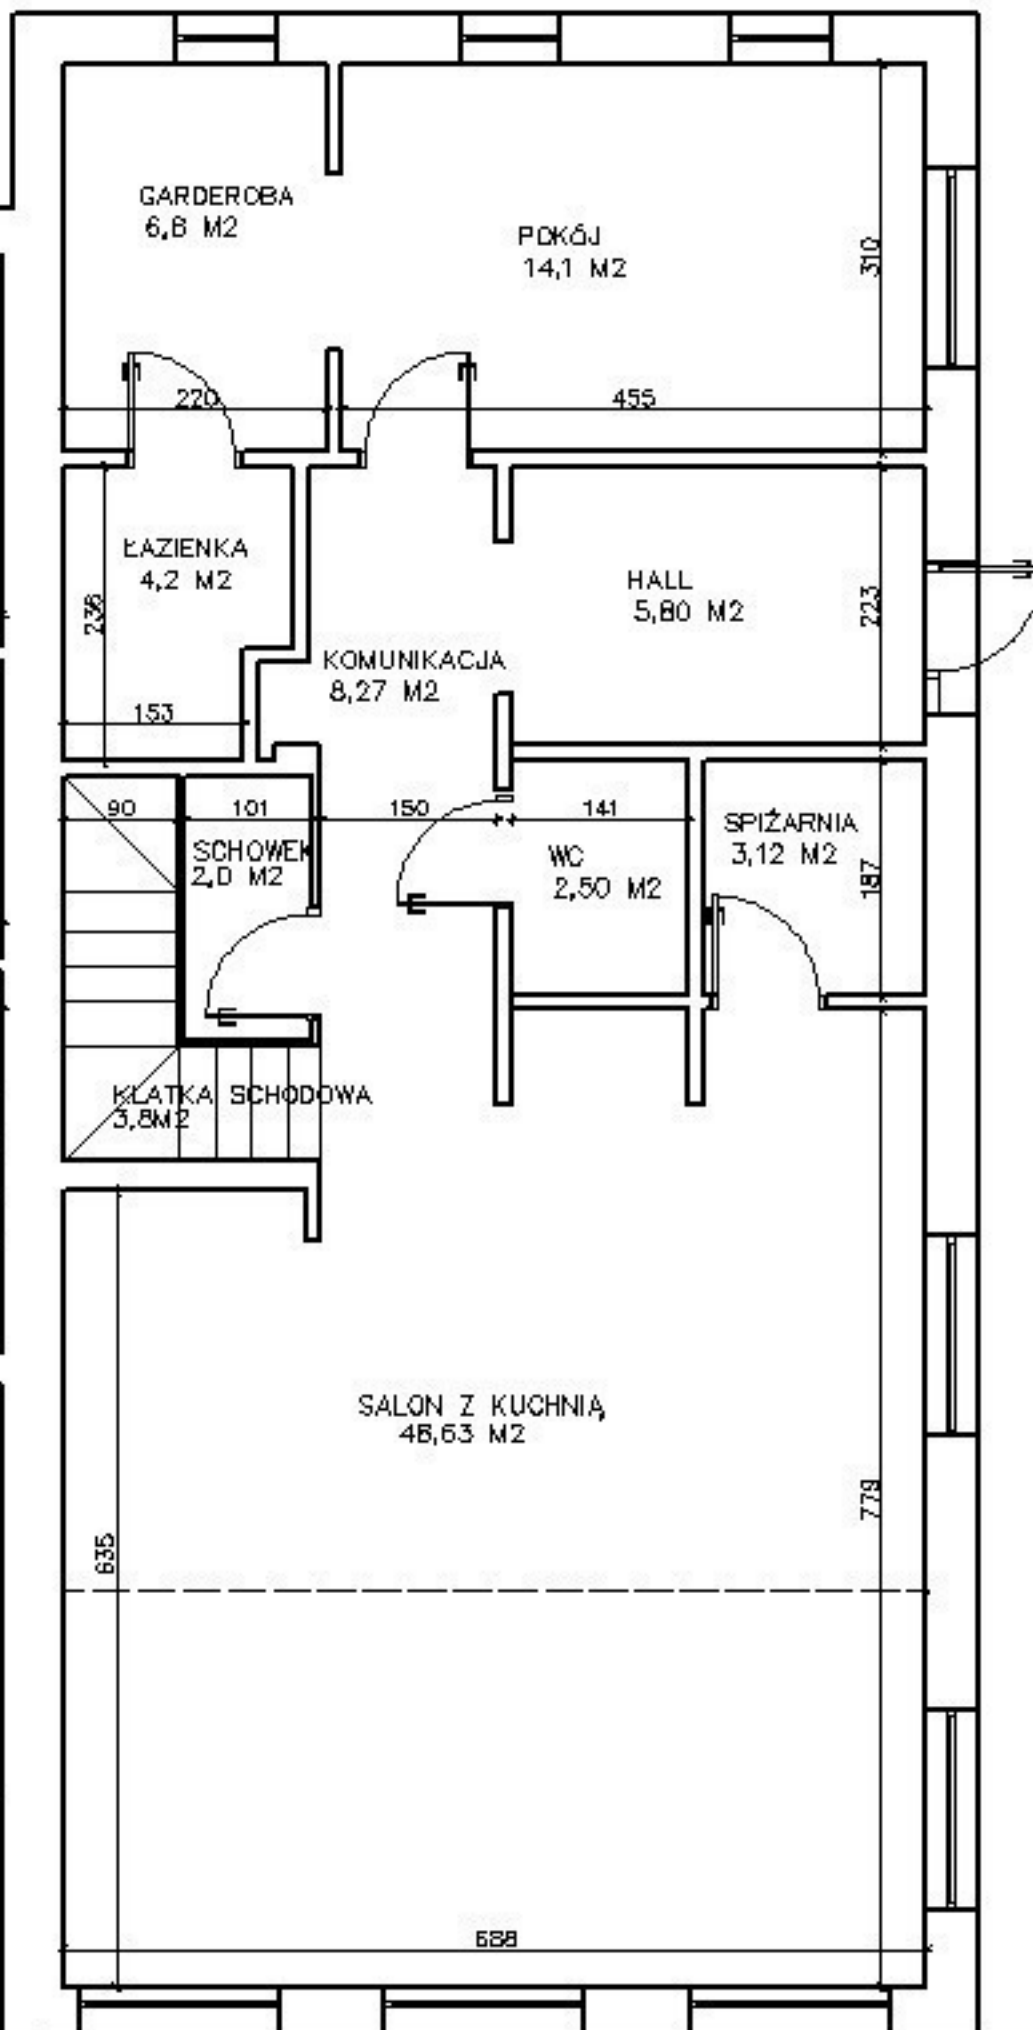 GARDEROBA
6,8 M2
POKÓJ
14,1 M2
310
220
455
ŁAZIENKA
4,2 M2
236
HALL
5,80 M2
223
KOMUNIKACJA
8,27 M2
153
90
101
150
141
SCHOWEK
2,0 M2
WC
2,50 M2
SPIŻARNIA
3,12 M2
187
KLATKA SCHODOWA
3,8M2
SALON Z KUCHNIĄ
48,63 M2
779
635
688